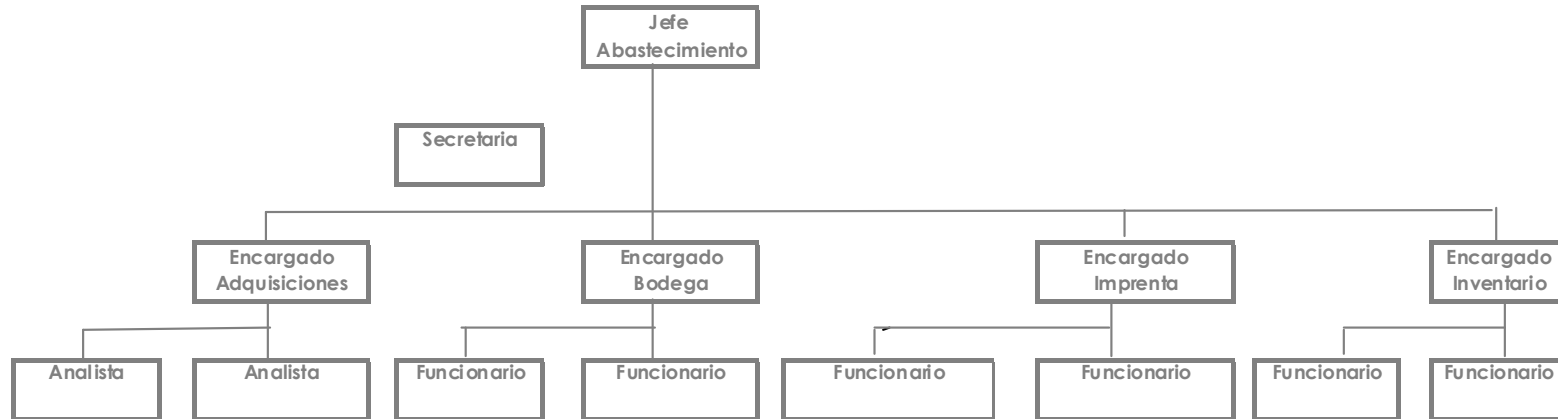 Jefe
Abastecimiento
Secretaria
Encargado
Adquisiciones
Encargado
Bodega
Encargado
Imprenta
Encargado
Inventario
Analista
Analista
Funcionario
Funcionario
Funcionario
Funcionario
Funcionario
Funcionario